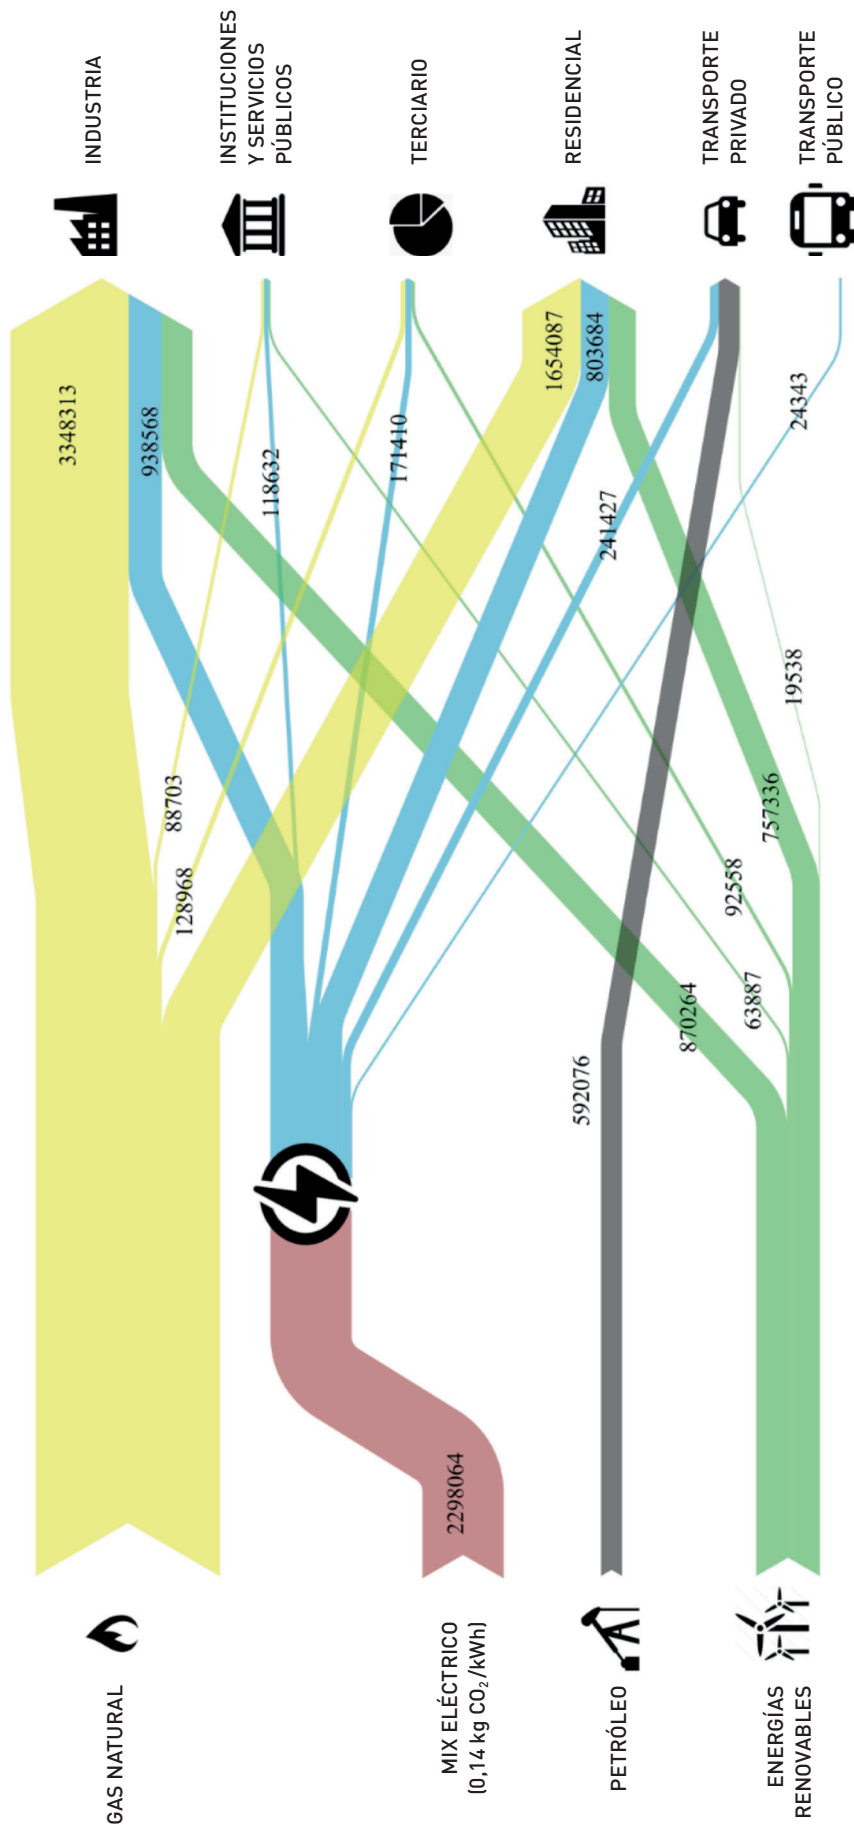 INDUSTRIA
INSTITUCIONES
Y SERVICIOS
PÚBLICOS
TERCIARIO
RESIDENCIAL
TRANSPORTE
PRIVADO
TRANSPORTE
PÚBLICO
3348313
938568
118632
171410
1654087
803684
241427
24343
88703
128968
19538
757336
92558
63887
870264
592076
2298064
GAS NATURAL
MIX ELÉCTRICO
(0,14 kg CO₂/kWh)
PETRÓLEO
ENERGÍAS
RENOVABLES